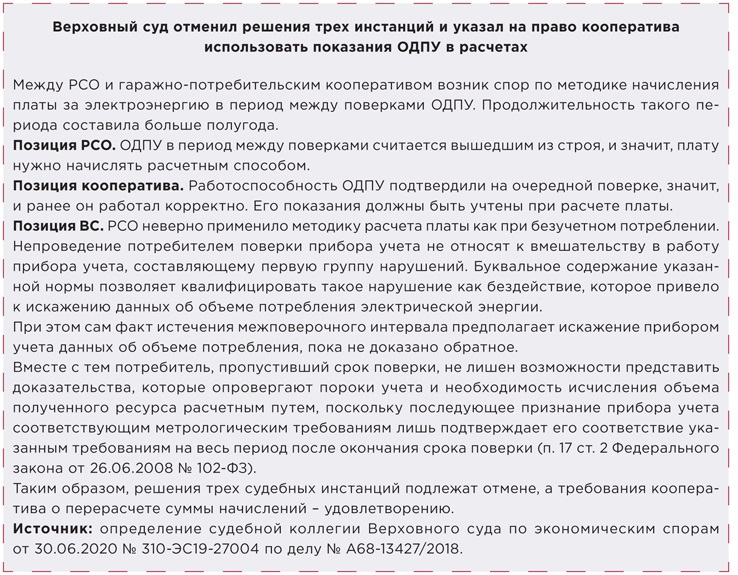 Верховный суд отменил решения трех инстанций и указал на право кооператива
использовать показания ОДПУ в расчетах
Между РСО и гаражно-потребительским кооперативом возник спор по методике начисления
платы за электроэнергию в период между поверками ОДПУ. Продолжительность такого пе-
риода составила больше полугода.
Позиция РСО. ОДПУ в период между поверками считается вышедшим из строя, и значит, плату
нужно начислять расчетным способом.
Позиция кооператива. Работоспособность ОДПУ подтвердили на очередной поверке, значит,
и ранее он работал корректно. Его показания должны быть учтены при расчете платы.
Позиция ВС. РСО неверно применило методику расчета платы как при безучетном потреблении.
Непроведение потребителем поверки прибора учета не относят к вмешательству в работу
прибора учета, составляющему первую группу нарушений. Буквальное содержание указан-
ной нормы позволяет квалифицировать такое нарушение как бездействие, которое привело
к искажению данных об объеме потребления электрической энергии.
При этом сам факт истечения межповерочного интервала предполагает искажение прибором
учета данных об объеме потребления, пока не доказано обратное.
Вместе с тем потребитель, пропустивший срок поверки, не лишен возможности представить
доказательства, которые опровергают пороки учета и необходимость исчисления объема
полученного ресурса расчетным путем, поскольку последующее признание прибора учета
соответствующим метрологическим требованиям лишь подтверждает его соответствие ука-
занным требованиям на весь период после окончания срока поверки (п. 17 ст. 2 Федерального
закона от 26.06.2008 № 102-ФЗ).
Таким образом, решения трех судебных инстанций подлежат отмене, а требования коопера-
тива о перерасчете суммы начислений – удовлетворению.
Источник: определение судебной коллегии Верховного суда по экономическим спорам
от 30.06.2020 № 310-ЭС19-27004 по делу № А68-13427/2018.